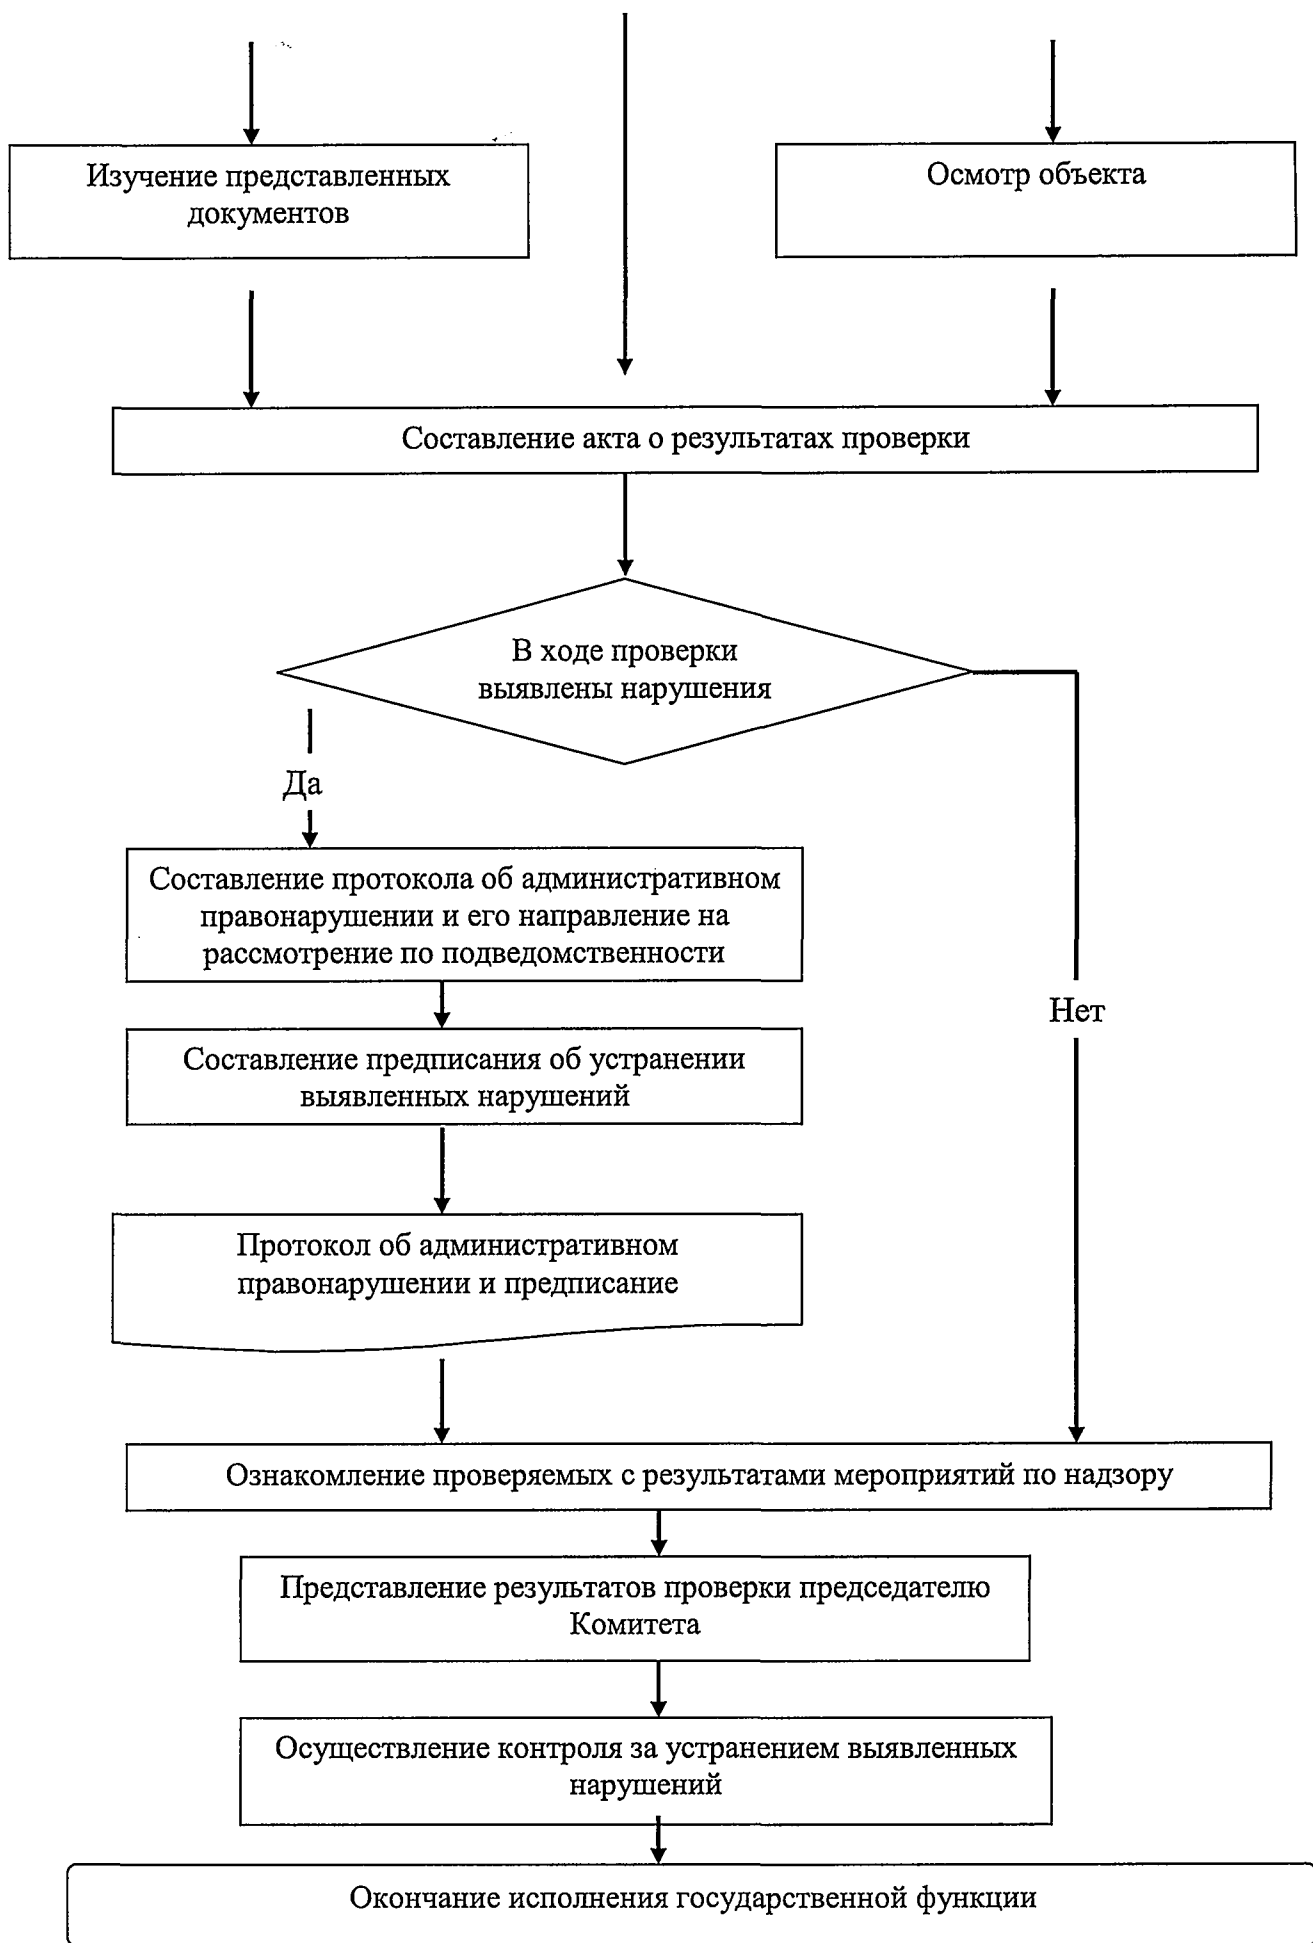 Изучение представленных
документов
Осмотр объекта
Составление акта о результатах проверки
В ходе проверки
выявлены нарушения
Да
Составление протокола об административном
правонарушении и его направление на
рассмотрение по подведомственности
Нет
Составление предписания об устранении
выявленных нарушений
Протокол об административном
правонарушении и предписание
Ознакомление проверяемых с результатами мероприятий по надзору
Представление результатов проверки председателю
Комитета
Осуществление контроля за устранением выявленных
нарушений
Окончание исполнения государственной функции